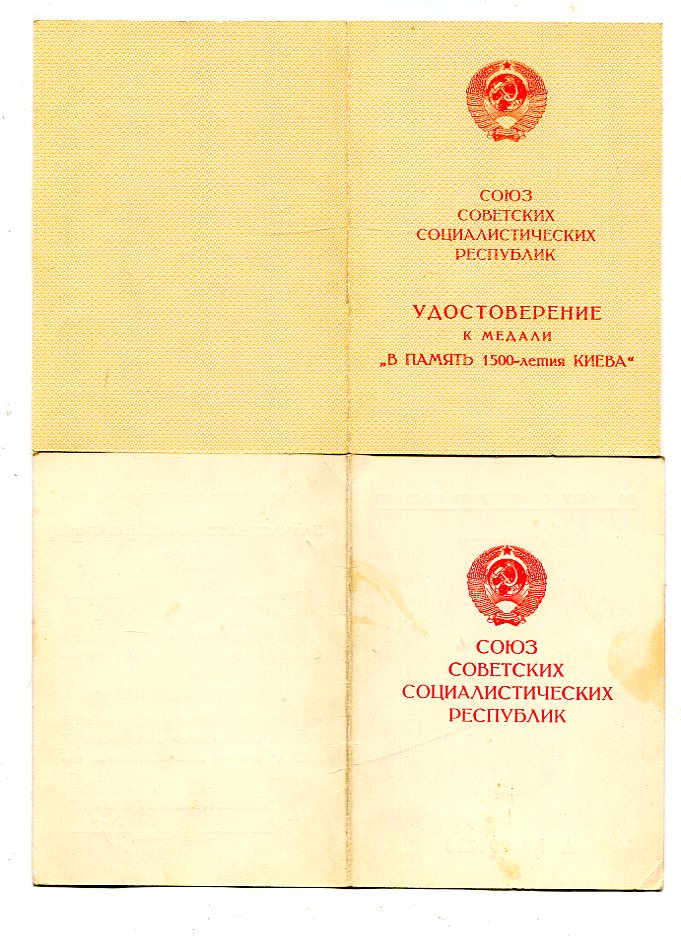 СОЮЗ
СОВЕТСКИХ
СОЦИАЛИСТИЧЕСКИХ
РЕСПУБЛИК
УДОСТОВЕРЕНИЕ
К МЕДАЛИ
„В ПАМЯТЬ 1500-летия КИЕВА“
СОЮЗ
СОВЕТСКИХ
СОЦИАЛИСТИЧЕСКИХ
РЕСПУБЛИК